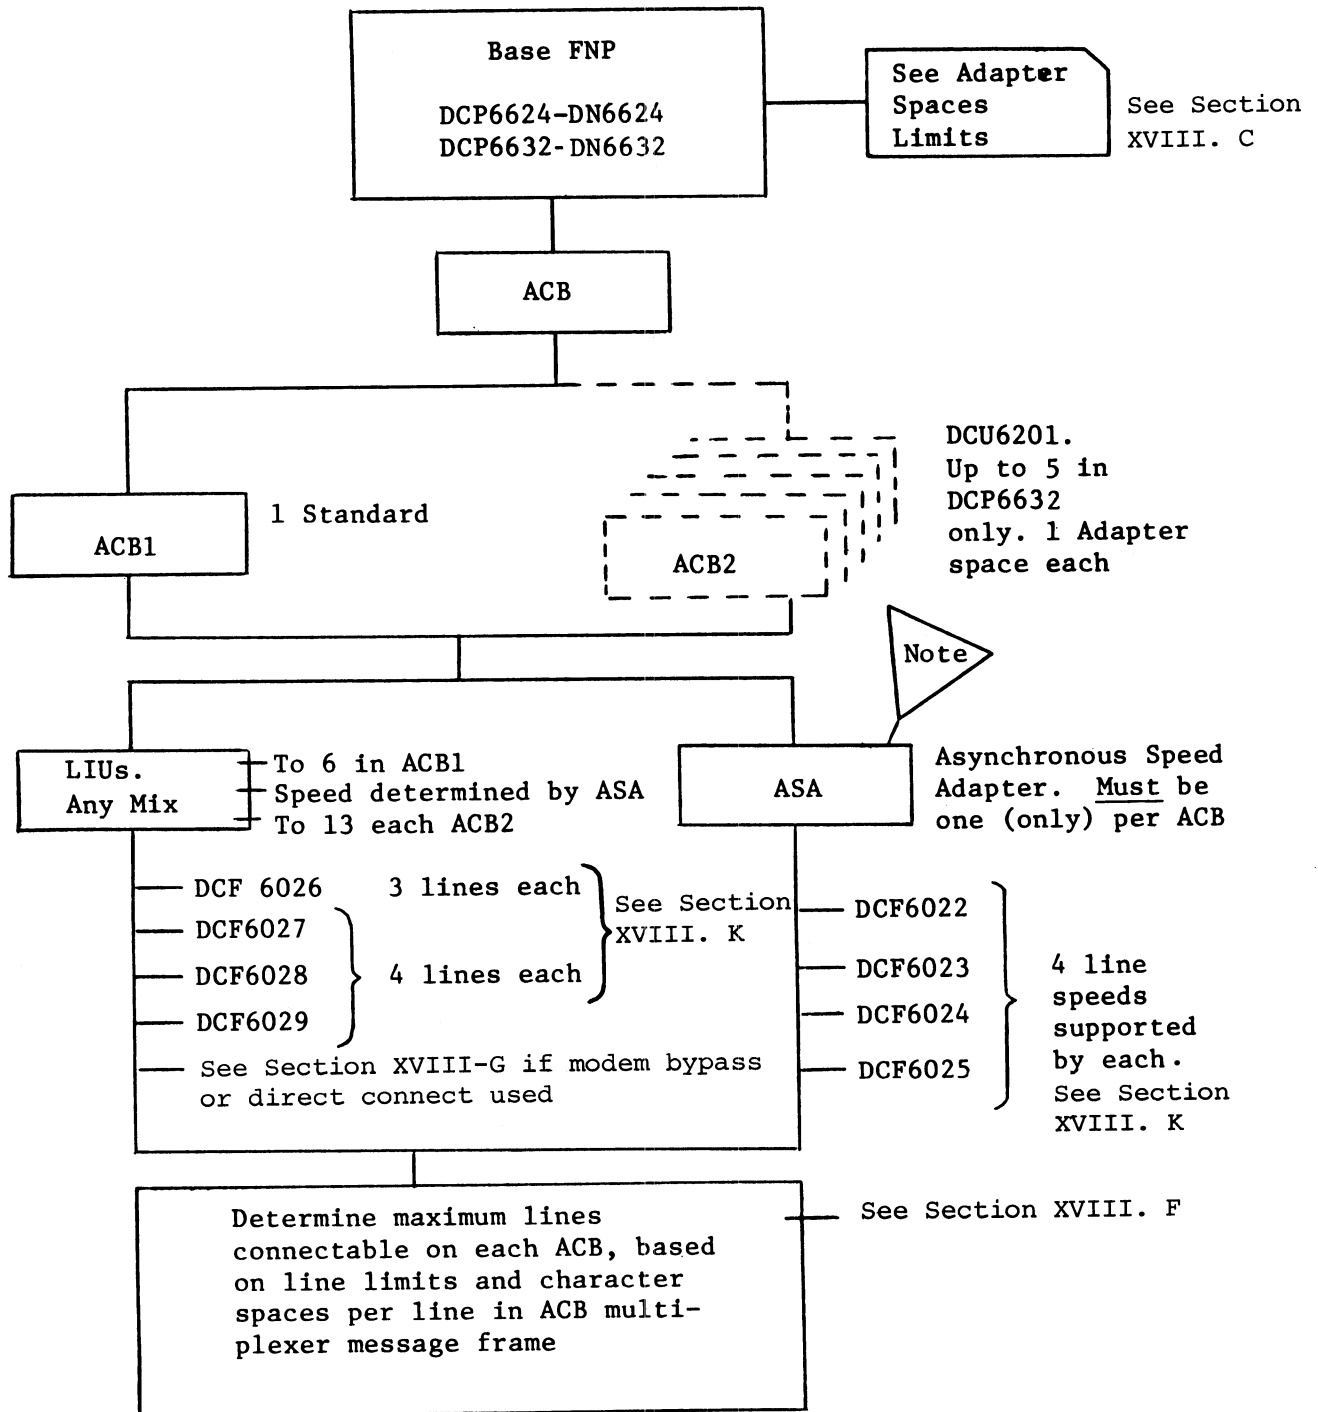 Base FNP
DCP6624-DN6624
DCP6632-DN6632
See Adapter
Spaces
Limits
See Section
XVIII. C
ACB
ACB1
1 Standard
ACB2
DCU6201.
Up to 5 in
DCP6632
only. 1 Adapter
space each
Note
LIUs.
Any Mix
To 6 in ACB1
Speed determined by ASA
To 13 each ACB2
ASA
Asynchronous Speed
Adapter. Must be
one (only) per ACB
DCF 6026
3 lines each
DCF6027
DCF6028
4 lines each
DCF6029
See Section
XVIII. K
See Section XVIII-G if modem bypass
or direct connect used
DCF6022
DCF6023
DCF6024
DCF6025
4 line
speeds
supported
by each.
See Section
XVIII. K
Determine maximum lines
connectable on each ACB, based
on line limits and character
spaces per line in ACB multi-
plexer message frame
See Section XVIII. F